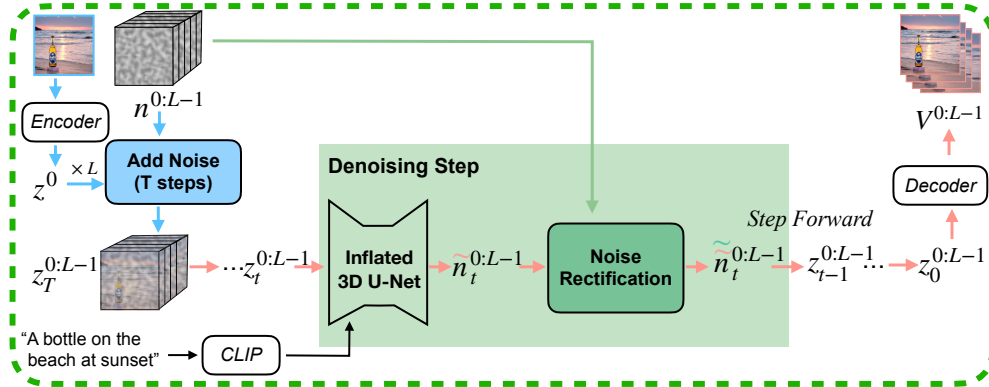 Encoder
n^{0:L-1}
z^0
× L
Add Noise
(T steps)
z_T^{0:L-1}
...z_t^{0:L-1}
"A bottle on the
beach at sunset"
CLIP
Denoising Step
Inflated
3D U-Net
ñ_t^{0:L-1}
Noise
Rectification
ñ̃_t^{0:L-1}
Step Forward
z_{t-1}^{0:L-1} ...
z_0^{0:L-1}
Decoder
V^{0:L-1}